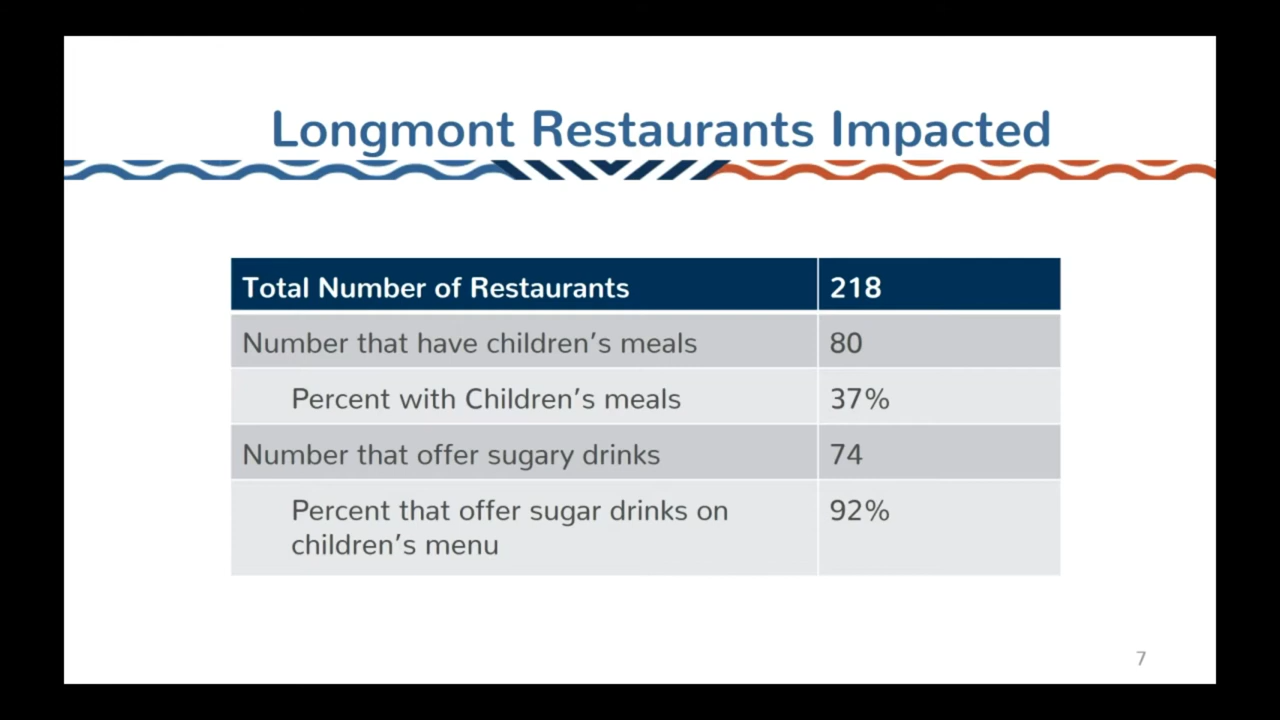 Longmont Restaurants Impacted
Total Number of Restaurants 218
Number that have children's meals 80
Percent with Children's meals 37%
Number that offer sugary drinks 74
Percent that offer sugar drinks on 92%
children's menu
7